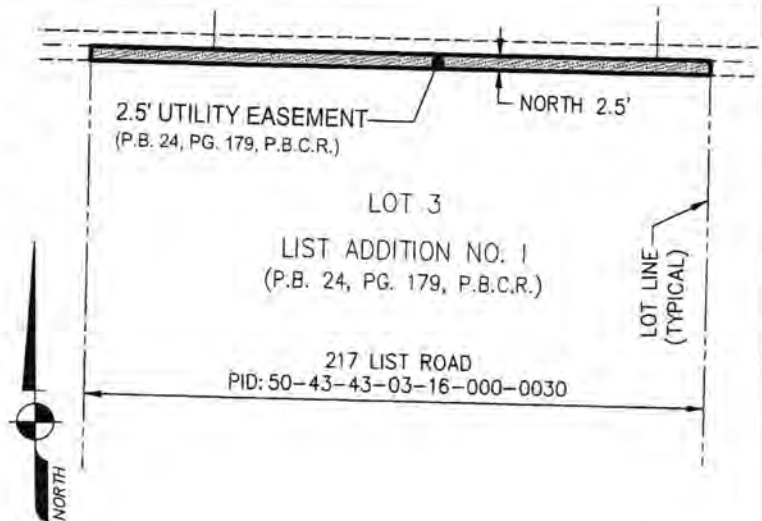 2.5' UTILITY EASEMENT
(P.B. 24, PG. 179, P.B.C.R.)
NORTH 2.5'
LOT 3
LIST ADDITION NO. 1
(P.B. 24, PG. 179, P.B.C.R.)
LOT LINE
(TYPICAL)
217 LIST ROAD
PID: 50-43-43-03-16-000-0030
NORTH